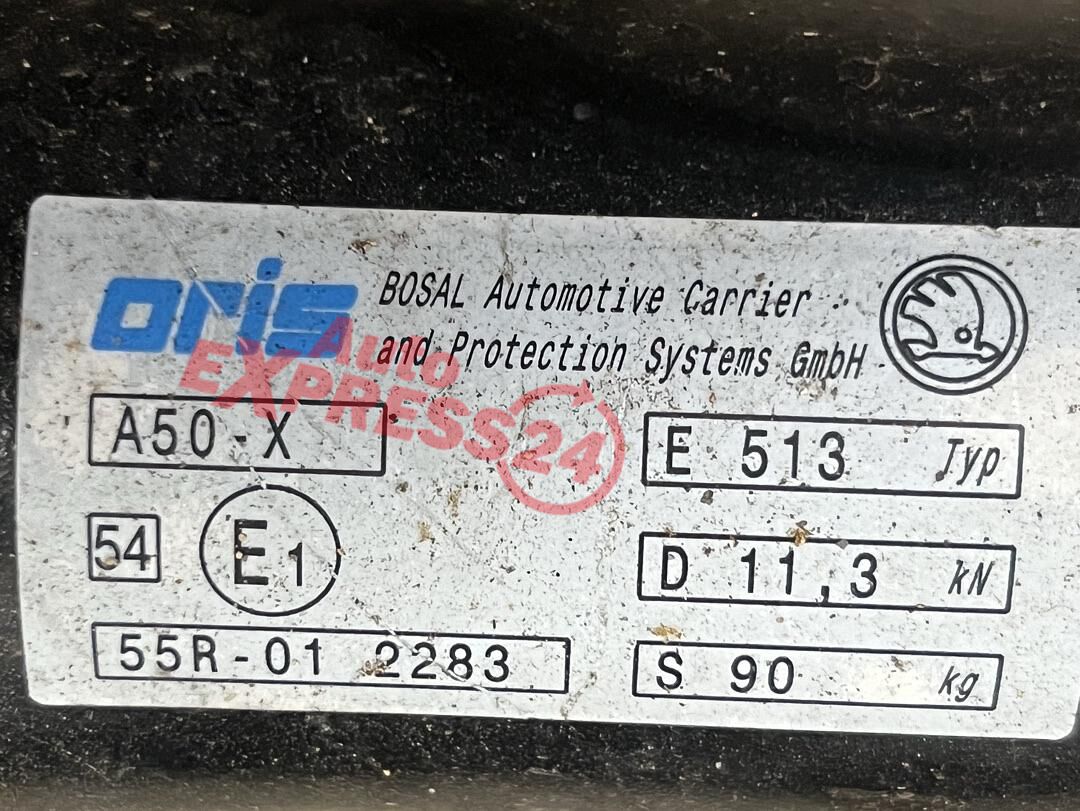 oris
BOSAL Automotive Carrier
and Protection Systems GmbH
Auto
EXPRESS24
A50-X
E 513 Typ
54
E1
D 11,3 kN
55R-01 2283
S 90 kg